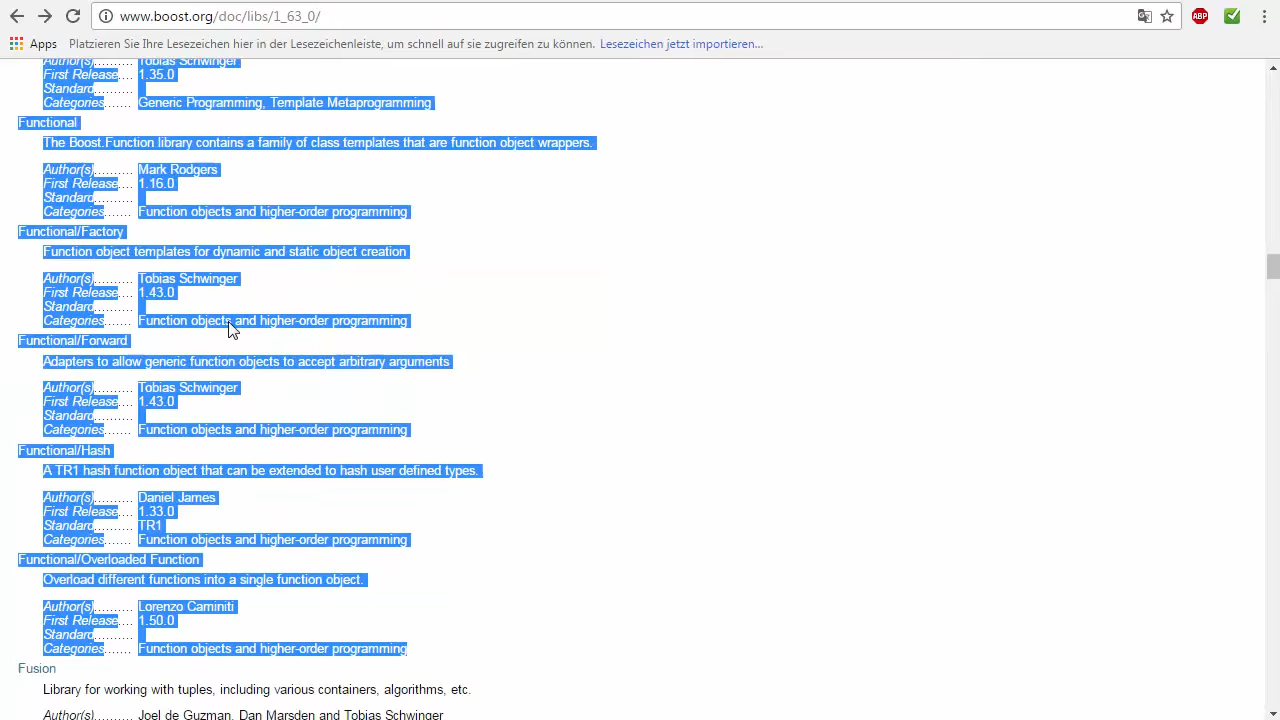 www.boost.org/doc/libs/1_63_0/
ABP
Apps Platzieren Sie Ihre Lesezeichen hier in der Lesezeichenleiste, um schnell auf sie zugreifen zu können. Lesezeichen jetzt importieren...
Author(s).......... Tobias Schwinger
First Release.... 1.35.0
Standard..........
Categories....... Generic Programming, Template Metaprogramming
Functional
The Boost.Function library contains a family of class templates that are function object wrappers.
Author(s).......... Mark Rodgers
First Release.... 1.16.0
Standard..........
Categories....... Function objects and higher-order programming
Functional/Factory
Function object templates for dynamic and static object creation
Author(s).......... Tobias Schwinger
First Release.... 1.43.0
Standard..........
Categories....... Function objects and higher-order programming
Functional/Forward
Adapters to allow generic function objects to accept arbitrary arguments
Author(s).......... Tobias Schwinger
First Release.... 1.43.0
Standard..........
Categories....... Function objects and higher-order programming
Functional/Hash
A TR1 hash function object that can be extended to hash user defined types.
Author(s).......... Daniel James
First Release.... 1.33.0
Standard.......... TR1
Categories....... Function objects and higher-order programming
Functional/Overloaded Function
Overload different functions into a single function object.
Author(s).......... Lorenzo Caminiti
First Release.... 1.50.0
Standard..........
Categories....... Function objects and higher-order programming
Fusion
Library for working with tuples, including various containers, algorithms, etc.
Author(s).......... Joel de Guzman, Dan Marsden and Tobias Schwinger